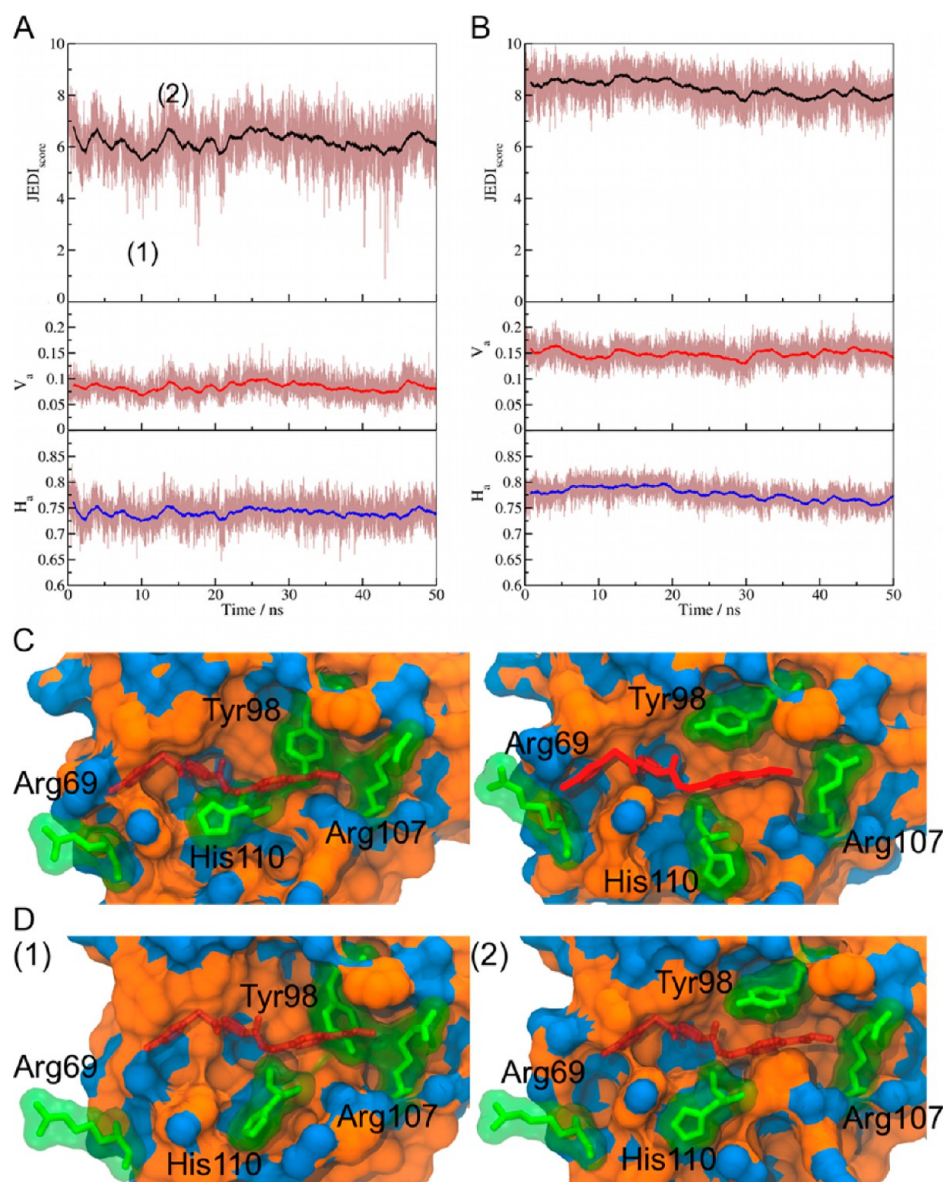 A
B
10
8
6
4
2
0
JEDIscore
(2)
(1)
0.2
0.15
0.1
0.05
0
Va
0.85
0.8
0.75
0.7
0.65
0.6
Ha
0 10 20 30 40 50
Time / ns
10
8
6
4
2
0
JEDIscore
0.2
0.15
0.1
0.05
0
Va
0.85
0.8
0.75
0.7
0.65
0.6
Ha
0 10 20 30 40 50
Time / ns
C
Tyr98
Arg69
His110
Arg107
Tyr98
Arg69
His110
Arg107
D
(1)
Tyr98
Arg69
His110
Arg107
(2)
Tyr98
Arg69
His110
Arg107